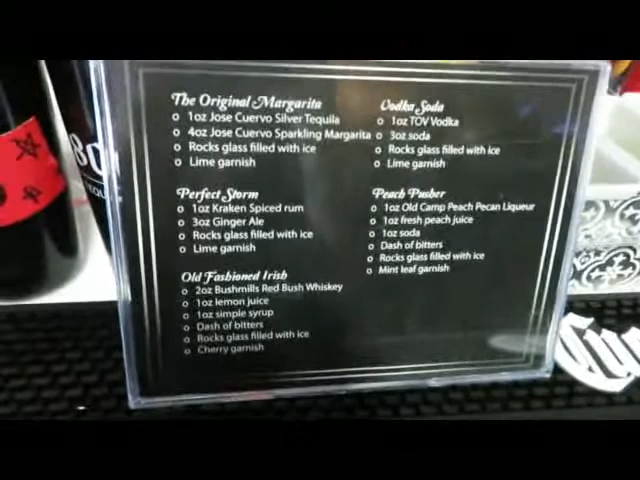 The Original Margarita
o 1oz Jose Cuervo Silver Tequila
o 4oz Jose Cuervo Sparkling Margarita
o Rocks glass filled with ice
o Lime garnish
Perfect Storm
o 1oz Kraken Spiced rum
o 3oz Ginger Ale
o Rocks glass filled with ice
o Lime garnish
Old Fashioned Irish
o 2oz Bushmills Red Bush Whiskey
o 1oz lemon juice
o 1oz simple syrup
o Dash of bitters
o Rocks glass filled with ice
o Cherry garnish
Vodka Soda
o 1oz TOV Vodka
o 3oz soda
o Rocks glass filled with ice
o Lime garnish
Peach Pusher
o 1oz Old Camp Peach Pecan Liqueur
o 1oz fresh peach juice
o 1oz soda
o Dash of bitters
o Rocks glass filled with ice
o Mint leaf garnish